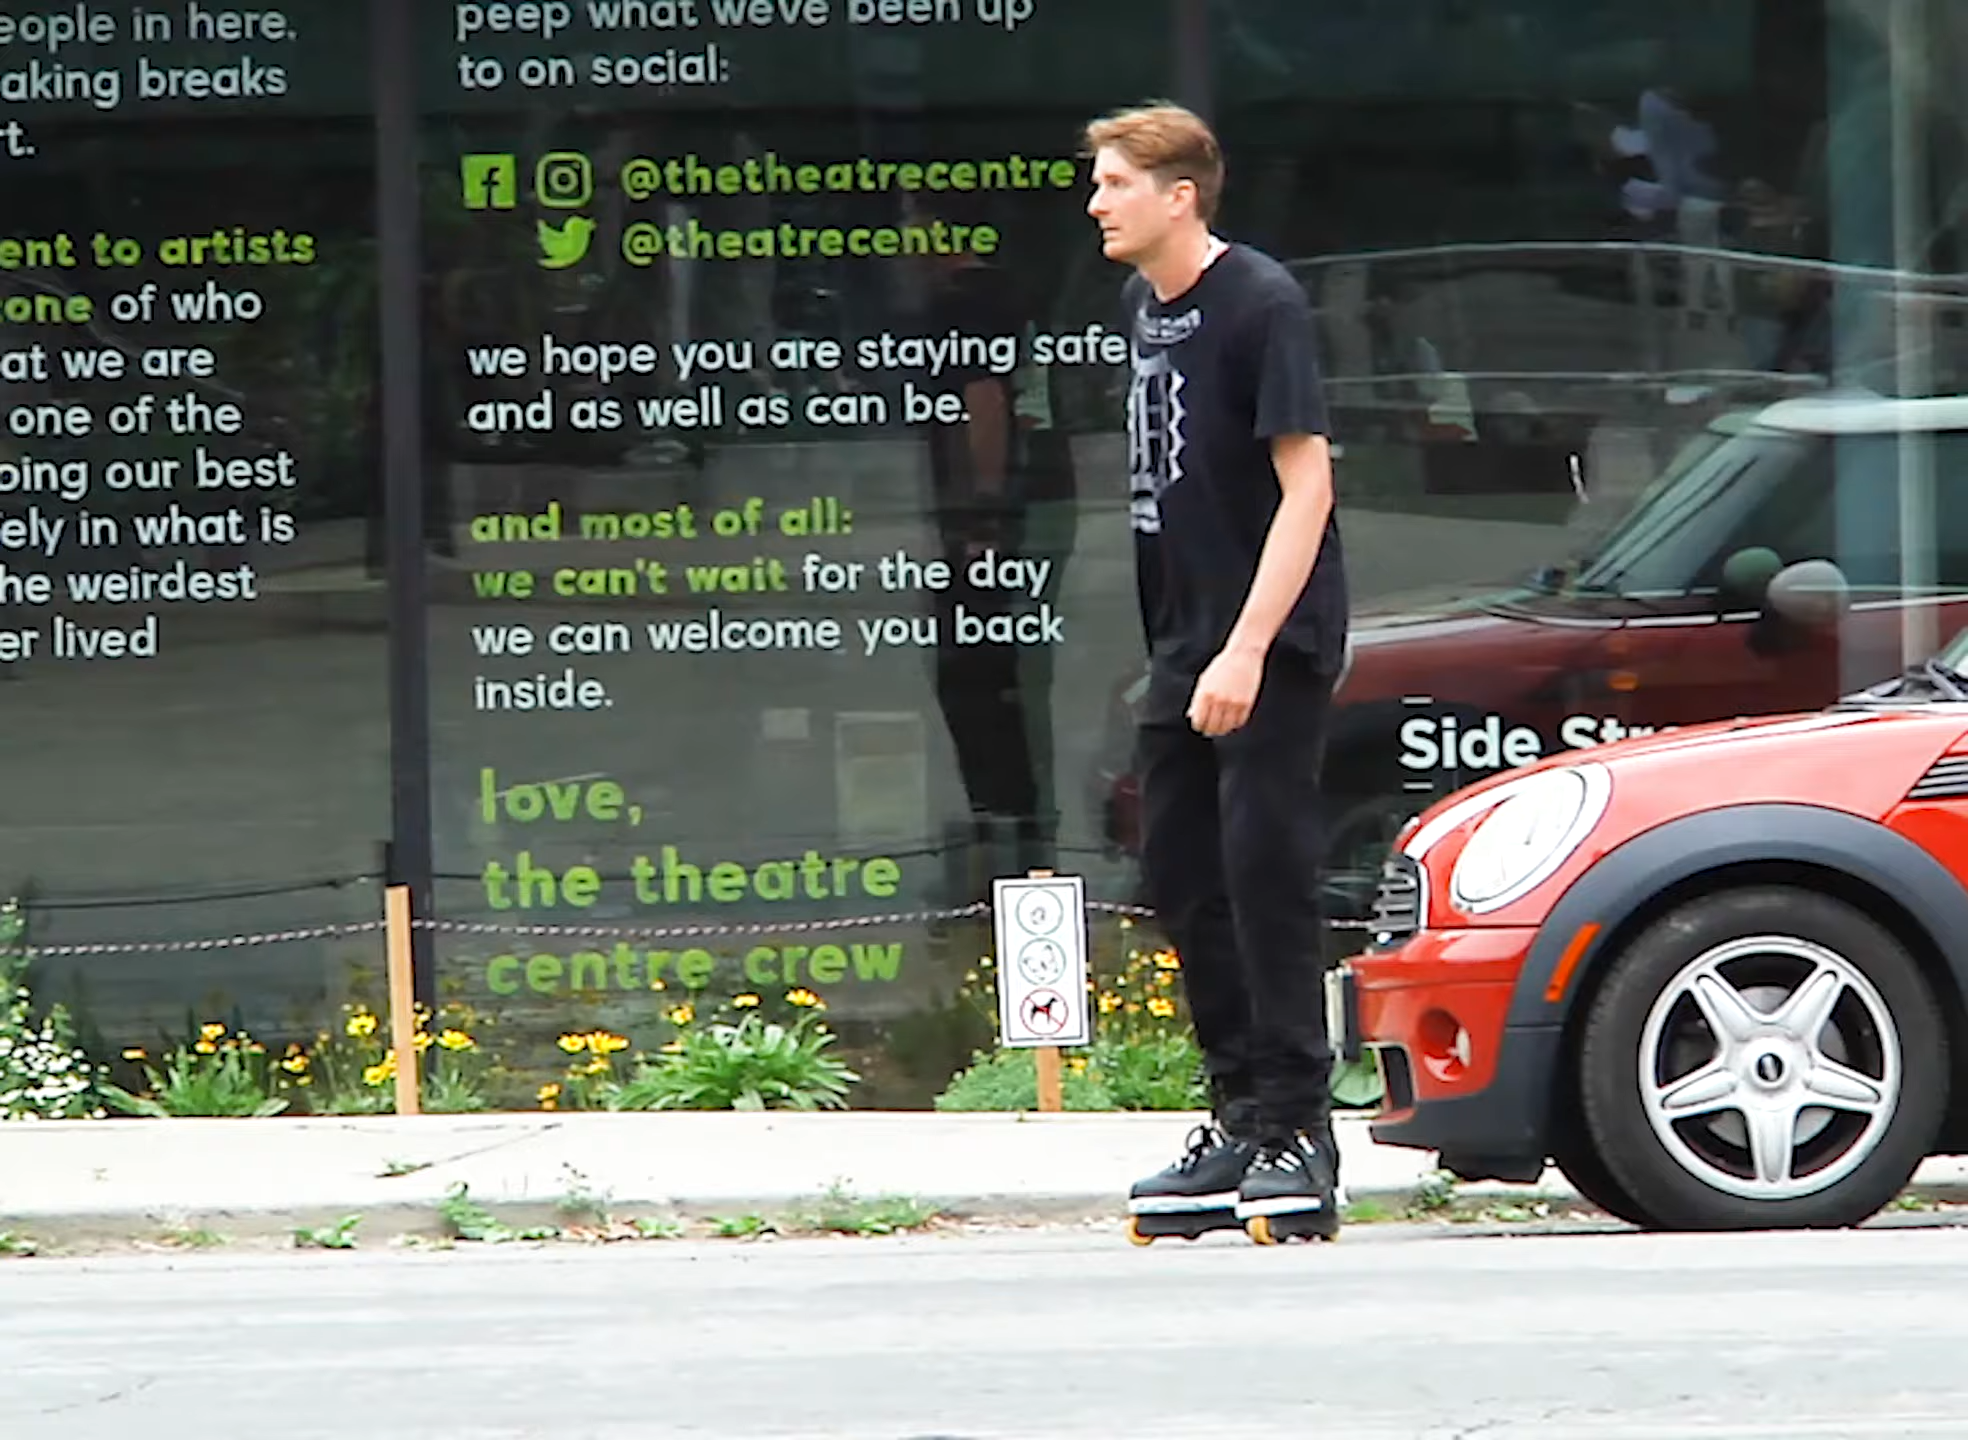 eople in here.
aking breaks
rt.
ent to artists
one of who
at we are
one of the
oing our best
ely in what is
he weirdest
er lived
peep what we've been up
to on social:
@thetheatrecentre
@theatrecentre
we hope you are staying safe
and as well as can be.
and most of all:
we can't wait for the day
we can welcome you back
inside.
love,
the theatre
centre crew
Side Str